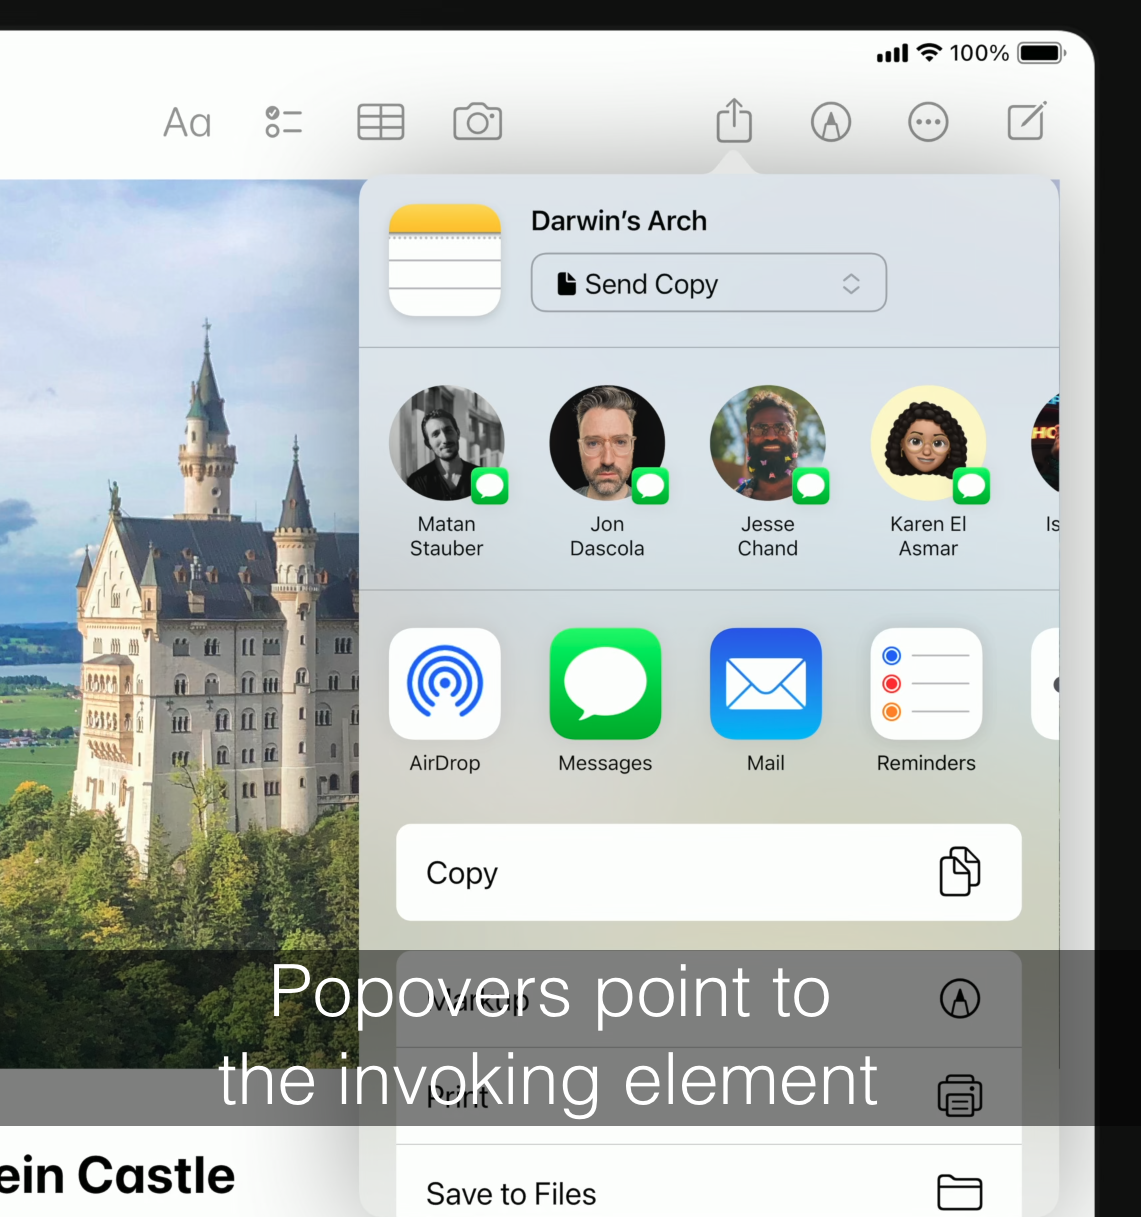 100%
Aa
Darwin’s Arch
Send Copy
HO
Matan
Stauber
Jon
Dascola
Jesse
Chand
Karen El
Asmar
Is
AirDrop
Messages
Mail
Reminders
Copy
Markup
Popovers point to
the invoking element
Print
ein Castle
Save to Files